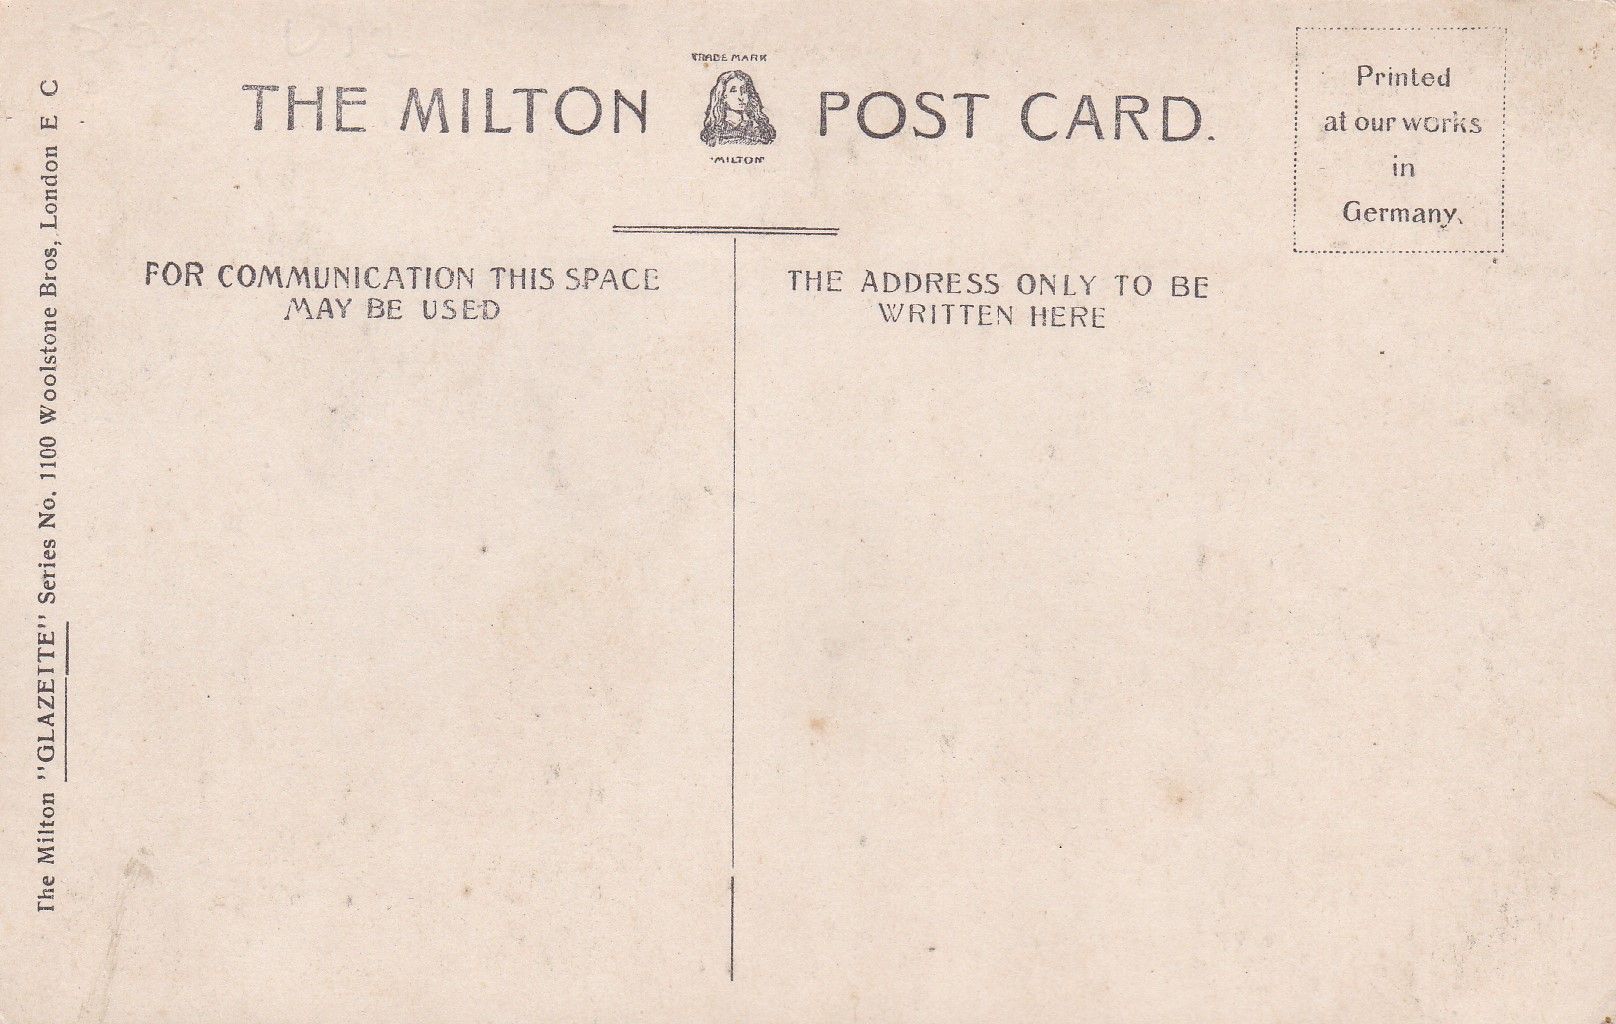 TRADE MARK
THE MILTON POST CARD.
"MILTON"
Printed
at our works
in
Germany.
FOR COMMUNICATION THIS SPACE
MAY BE USED
THE ADDRESS ONLY TO BE
WRITTEN HERE
The Milton "GLAZETTE" Series No. 1100 Woolstone Bros, London E C